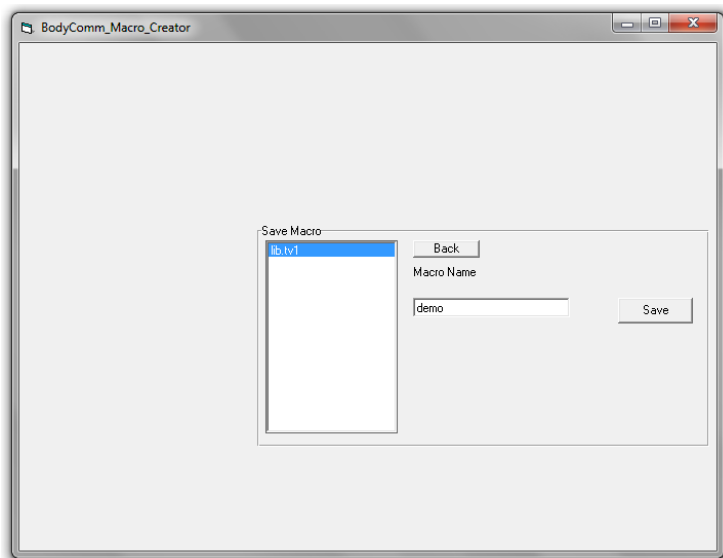 BodyComm_Macro_Creator
Save Macro
lib.tv1
Back
Macro Name
demo
Save